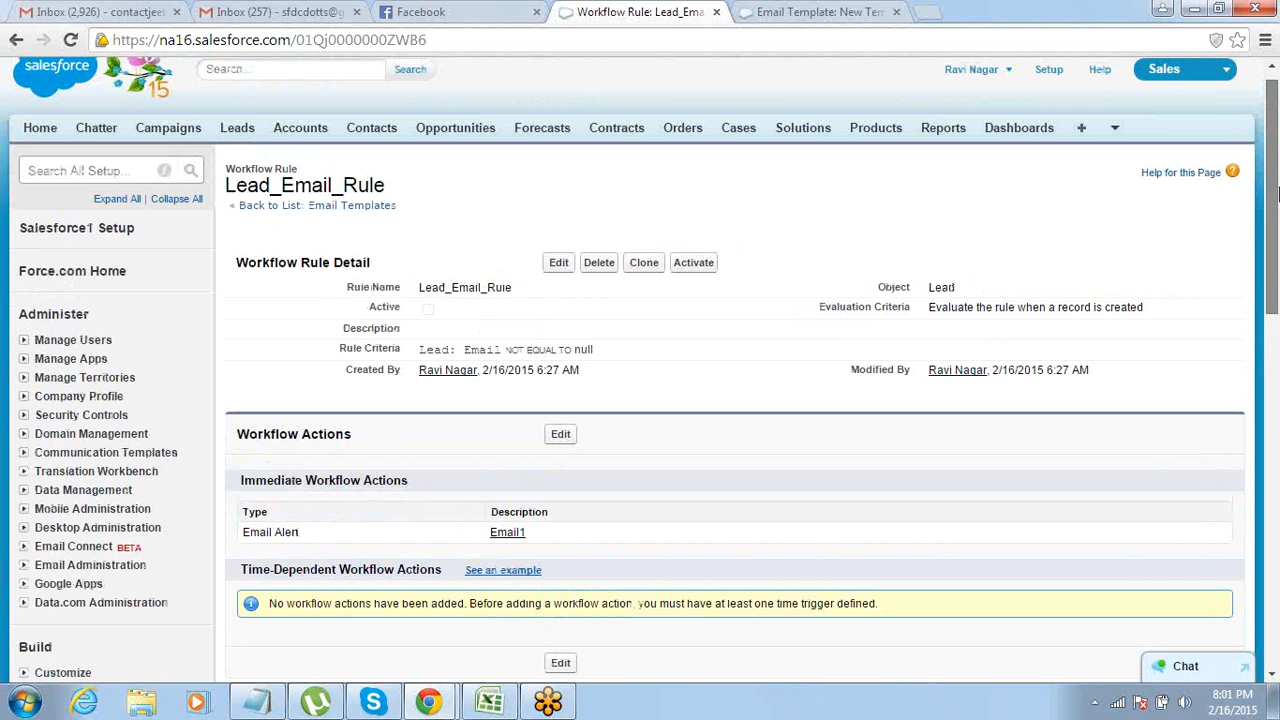 Inbox (2,926) - contactjeet
Inbox (257) - sfdcdotts@g
Facebook
Workflow Rule: Lead_Ema
Email Template: New Ter
https://na16.salesforce.com/01Qj0000000ZWB6
salesforce
15
Search...
Search
Ravi Nagar
Setup
Help
Sales
Home
Chatter
Campaigns
Leads
Accounts
Contacts
Opportunities
Forecasts
Contracts
Orders
Cases
Solutions
Products
Reports
Dashboards
+
Search All Setup...
Expand All | Collapse All
Salesforce1 Setup
Force.com Home
Administer
Manage Users
Manage Apps
Manage Territories
Company Profile
Security Controls
Domain Management
Communication Templates
Translation Workbench
Data Management
Mobile Administration
Desktop Administration
Email Connect BETA
Email Administration
Google Apps
Data.com Administration
Build
Customize
Workflow Rule
Lead_Email_Rule
« Back to List: Email Templates
Help for this Page
Workflow Rule Detail
Edit
Delete
Clone
Activate
Rule Name Lead_Email_Rule
Object Lead
Active
Evaluation Criteria Evaluate the rule when a record is created
Description
Rule Criteria Lead: Email NOT EQUAL TO null
Created By Ravi Nagar, 2/16/2015 6:27 AM
Modified By Ravi Nagar, 2/16/2015 6:27 AM
Workflow Actions
Edit
Immediate Workflow Actions
Type Description
Email Alert Email1
Time-Dependent Workflow Actions See an example
No workflow actions have been added. Before adding a workflow action, you must have at least one time trigger defined.
Edit
Chat
8:01 PM
2/16/2015